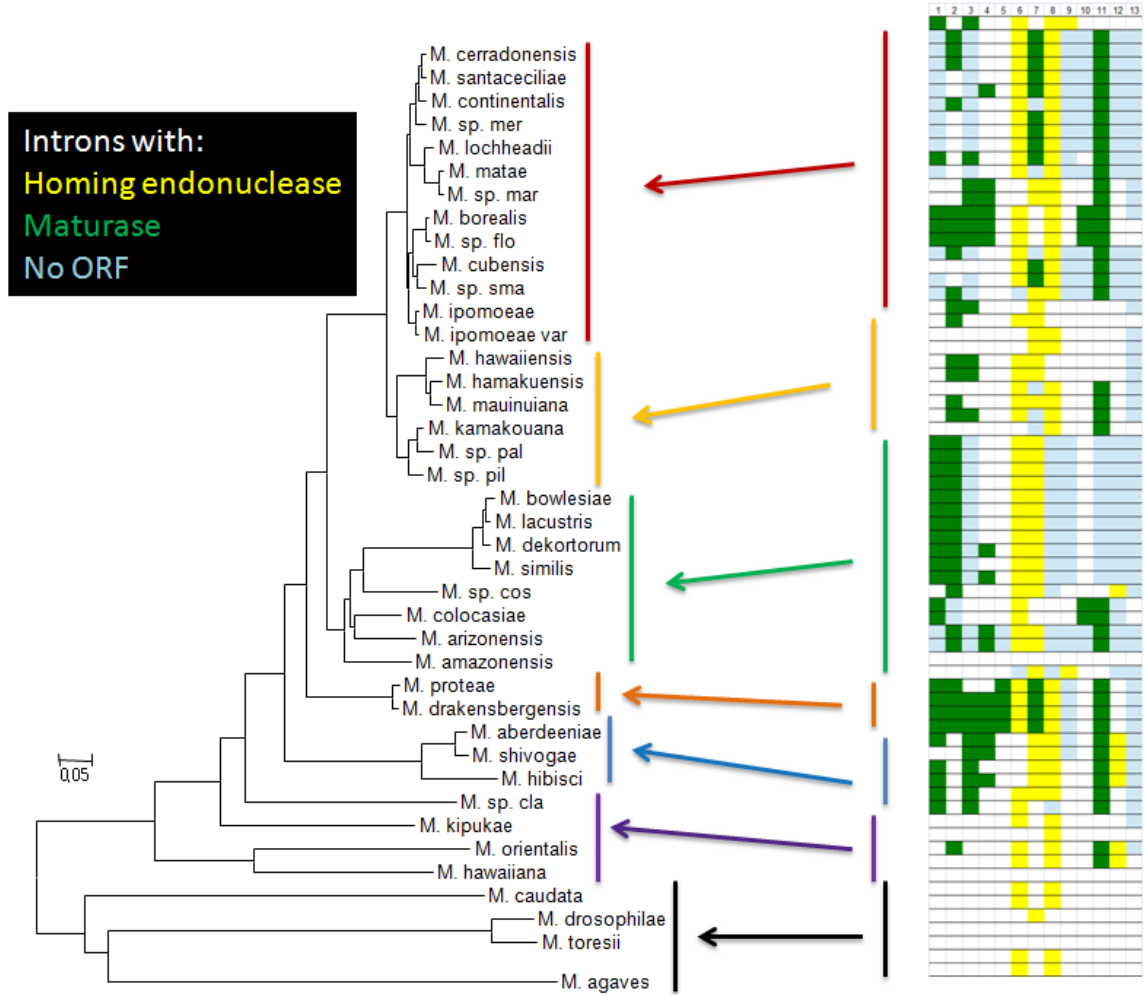 1 2 3 4 5 6 7 8 9 10 11 12 13
Introns with:
Homing endonuclease
Maturase
No ORF
M. cerradonensis
M. santaceciliae
M. continentalis
M. sp. mer
M. lochheadii
M. matae
M. sp. mar
M. borealis
M. sp. flo
M. cubensis
M. sp. sma
M. ipomoeae
M. ipomoeae var
M. hawaiiensis
M. hamakuensis
M. mauinuiana
M. kamakouana
M. sp. pal
M. sp. pil
M. bowlesiae
M. lacustris
M. dekortorum
M. similis
M. sp. cos
M. colocasiae
M. arizonensis
M. amazonensis
M. proteae
M. drakensbergensis
M. aberdeeniae
M. shivogae
M. hibisci
M. sp. cla
M. kipukae
M. orientalis
M. hawaiiana
M. caudata
M. drosophilae
M. toresii
M. agaves
0,05